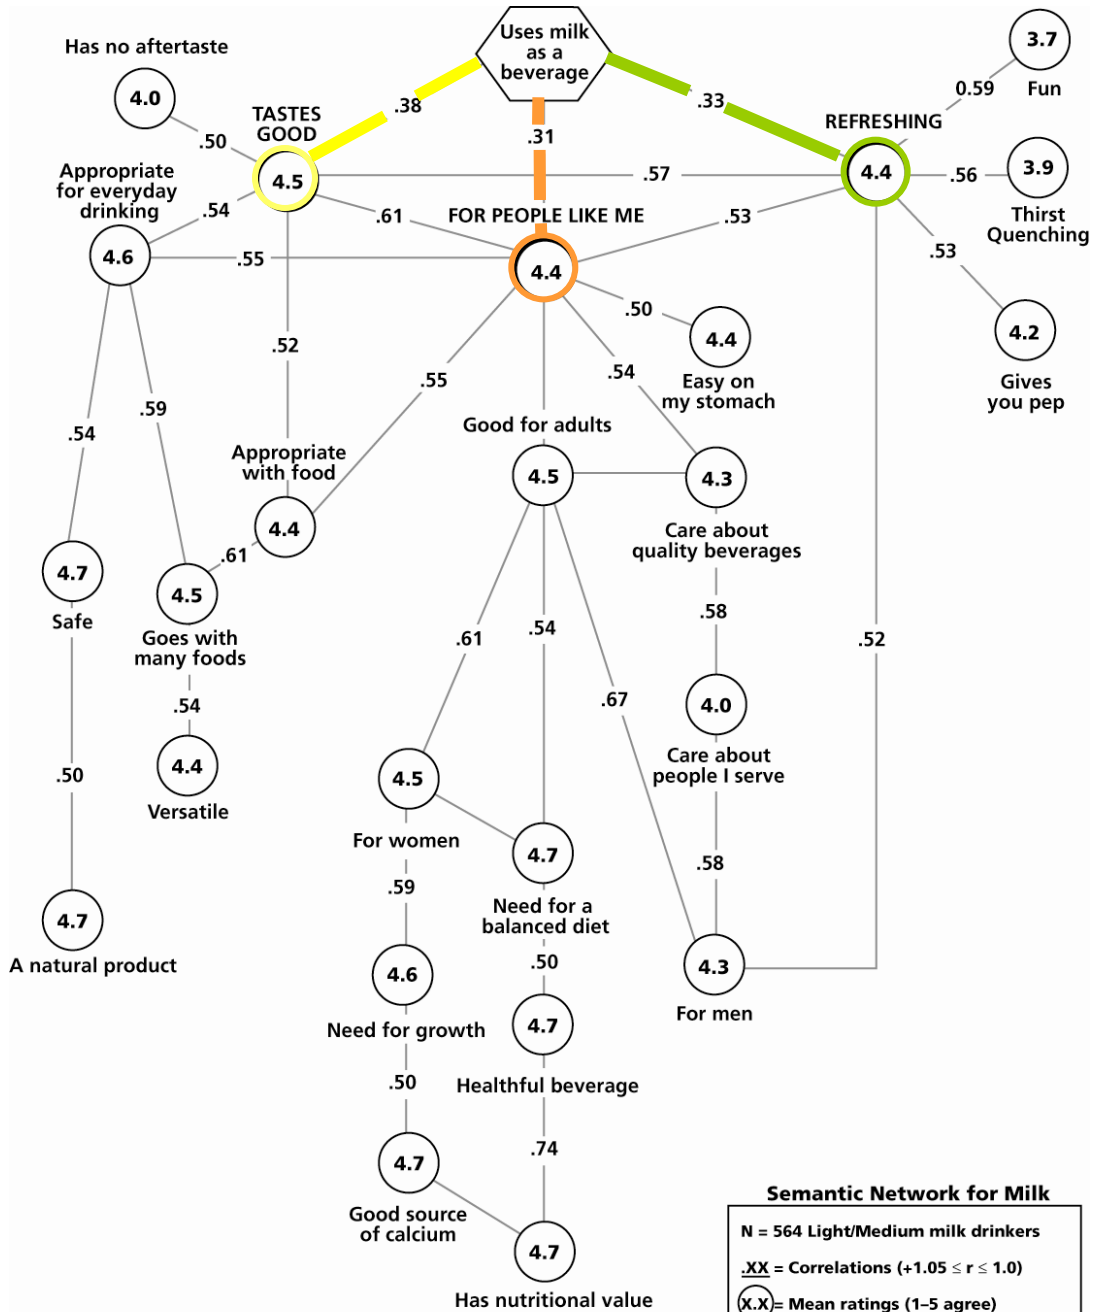 Uses milk
as a
beverage
Has no aftertaste
4.0
.50
TASTES
GOOD
4.5
.38
.31
.33
REFRESHING
4.4
0.59
3.7
Fun
.56
3.9
Thirst
Quenching
.53
4.2
Gives
you pep
Appropriate
for everyday
drinking
4.6
.54
.57
.61
FOR PEOPLE LIKE ME
4.4
.53
.55
.50
4.4
Easy on
my stomach
.52
.55
.54
.59
.54
Good for adults
4.5
4.3
Care about
quality beverages
Appropriate
with food
4.4
.61
4.7
Safe
4.5
Goes with
many foods
.54
4.4
Versatile
.50
4.7
A natural product
.61
.54
.67
.58
4.0
Care about
people I serve
.58
.52
4.3
For men
4.5
For women
4.7
Need for a
balanced diet
.59
.50
4.6
Need for growth
4.7
Healthful beverage
.50
.74
4.7
Good source
of calcium
4.7
Has nutritional value
Semantic Network for Milk
N = 564 Light/Medium milk drinkers
.XX = Correlations (+1.05 ≤ r ≤ 1.0)
X.X = Mean ratings (1–5 agree)